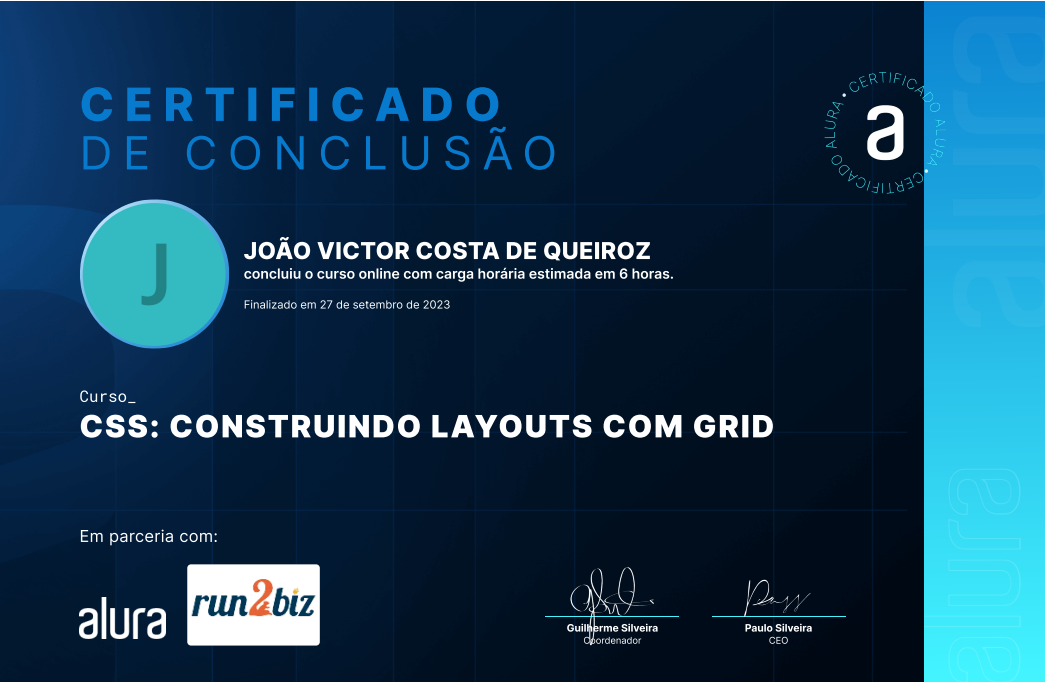 CERTIFICADO
DE CONCLUSÃO
CERTIFICADO ALURA • CERTIFICADO ALURA •
a
J
JOÃO VICTOR COSTA DE QUEIROZ
concluiu o curso online com carga horária estimada em 6 horas.
Finalizado em 27 de setembro de 2023
Curso_
CSS: CONSTRUINDO LAYOUTS COM GRID
Em parceria com:
alura
run2biz
Guilherme Silveira
Coordenador
Paulo Silveira
CEO
alura
alura